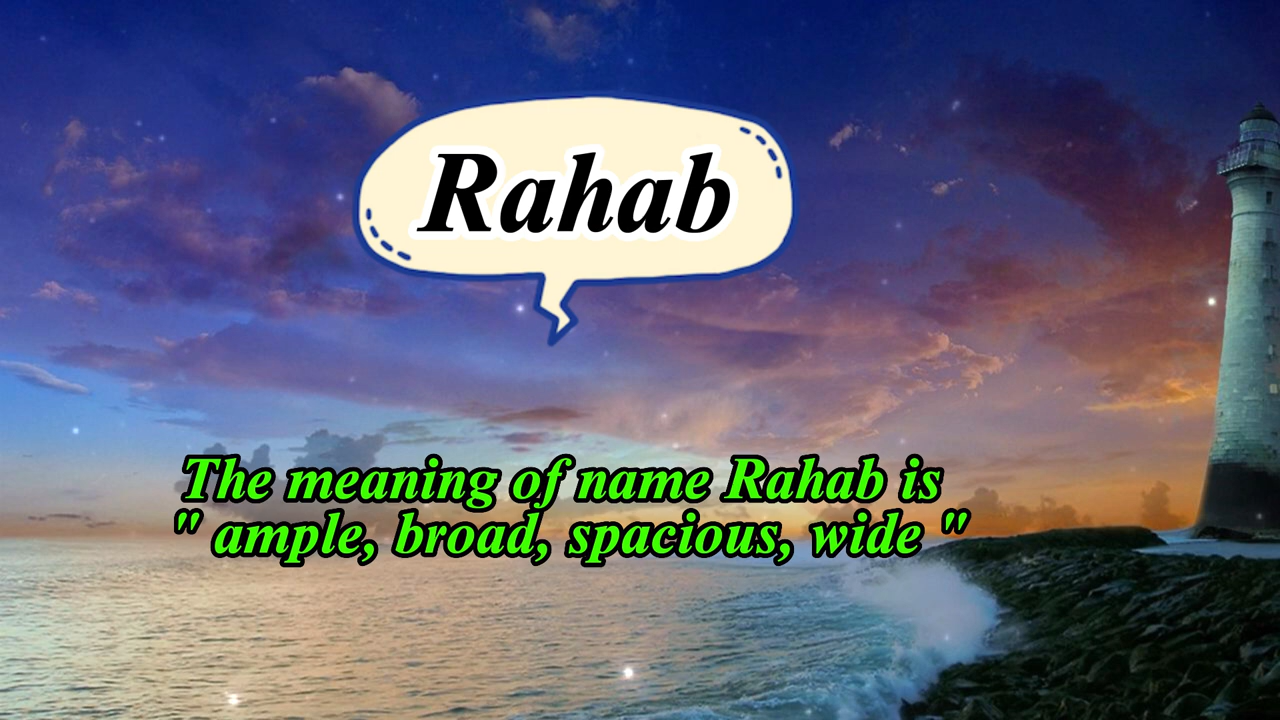 Rahab
The meaning of name Rahab is
" ample, broad, spacious, wide "